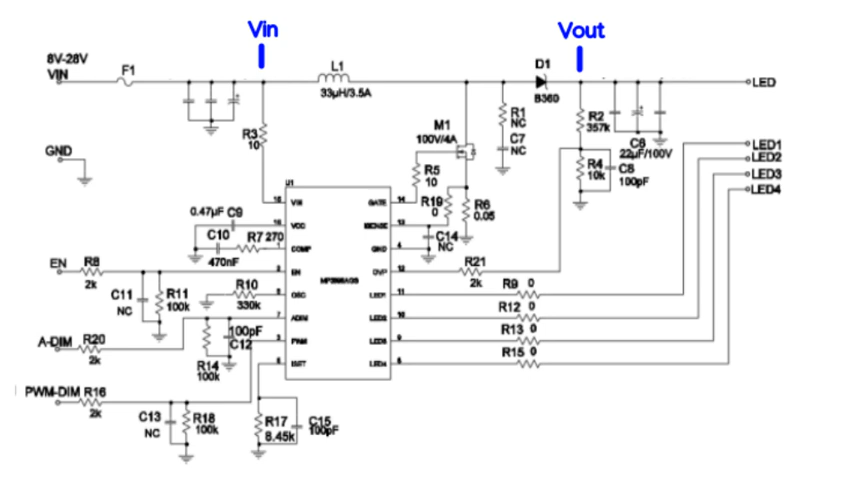 Vin
Vout
8V-28V
VIN
F1
L1
33µH/3.5A
D1
B360
LED
R3
10
M1
100V/4A
R1
NC
C7
NC
R2
357k
C6
22µF/100V
R4
10k
C8
100pF
GND
LED1
LED2
LED3
LED4
U1
R5
10
R19
0
R6
0.05
C14
NC
0.47µF C9
C10
R7 270
470nF
VIN
VCC
COMP
EN
OSC
ADIM
PWM
ISET
GATE
ISENSE
GND
OVP
LED1
LED2
LED3
LED4
14
4
12
11
10
9
EN
R8
2k
C11
NC
R11
100k
R10
330k
R21
2k
R9 0
R12 0
R13 0
R15 0
A-DIM
R20
2k
100pF
C12
R14
100k
PWM-DIM R16
2k
C13
NC
R18
100k
R17
8.45k
C15
100pF